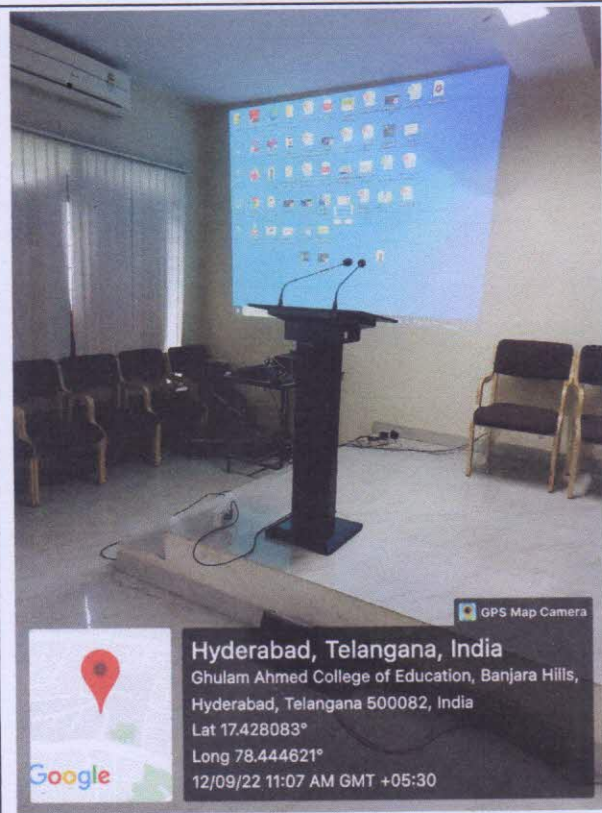 GPS Map Camera
Hyderabad, Telangana, India
Ghulam Ahmed College of Education, Banjara Hills,
Hyderabad, Telangana 500082, India
Lat 17.428083°
Long 78.444621°
12/09/22 11:07 AM GMT +05:30
Google